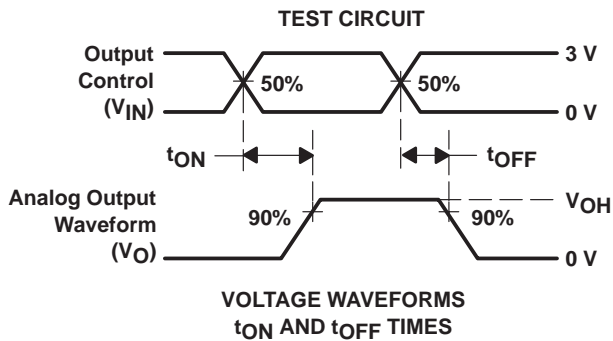 TEST CIRCUIT
Output
Control
(VIN)
3 V
50%
50%
0 V
tON
tOFF
Analog Output
Waveform
(VO)
90%
90%
VOH
0 V
VOLTAGE WAVEFORMS
tON AND tOFF TIMES